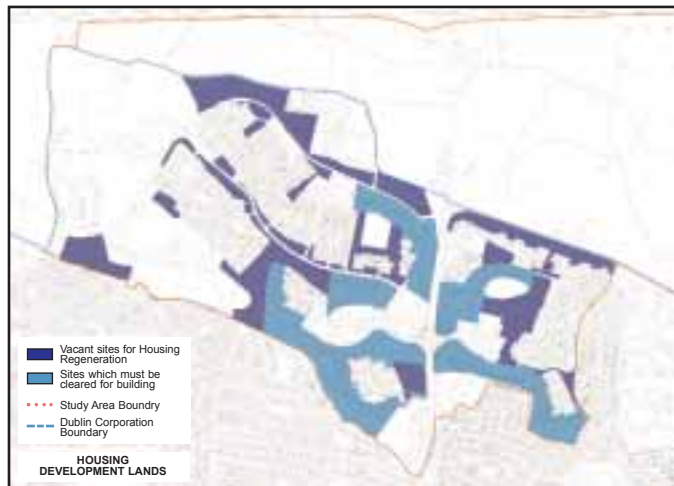 Vacant sites for Housing
Regeneration
Sites which must be
cleared for building
Study Area Boundry
Dublin Corporation
Boundary
HOUSING
DEVELOPMENT LANDS